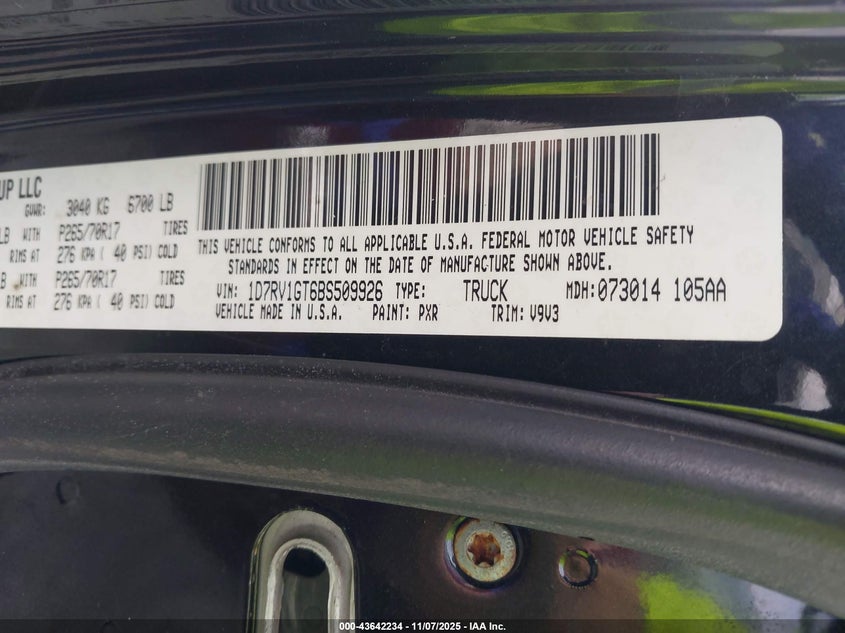 UP LLC
GVWR: 3040 KG 6700 LB
LB WITH P265/70R17 TIRES
RIMS AT 276 KPA ( 40 PSI) COLD
LB WITH P265/70R17 TIRES
RIMS AT 276 KPA ( 40 PSI) COLD
THIS VEHICLE CONFORMS TO ALL APPLICABLE U.S.A. FEDERAL MOTOR VEHICLE SAFETY
STANDARDS IN EFFECT ON THE DATE OF MANUFACTURE SHOWN ABOVE.
VIN: 1D7RV1GT6BS509926 TYPE: TRUCK MDH:073014 105AA
VEHICLE MADE IN U.S.A. PAINT: PXR TRIM: V9V3
000-43642234 - 11/07/2025 - IAA Inc.